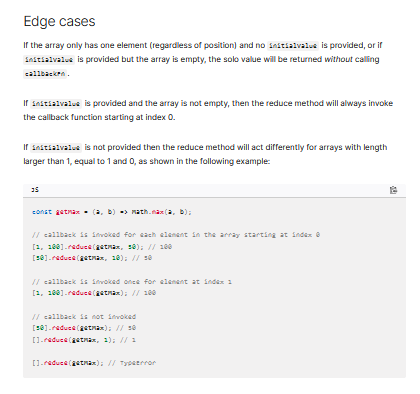 Edge cases
If the array only has one element (regardless of position) and no initialValue is provided, or if
initialValue is provided but the array is empty, the solo value will be returned without calling
callbackFn.
If initialValue is provided and the array is not empty, then the reduce method will always invoke
the callback function starting at index 0.
If initialValue is not provided then the reduce method will act differently for arrays with length
larger than 1, equal to 1 and 0, as shown in the following example:
JS
const getMax = (a, b) => Math.max(a, b);
// callback is invoked for each element in the array starting at index 0
[1, 100].reduce(getMax, 50); // 100
[50].reduce(getMax, 10); // 50
// callback is invoked once for element at index 1
[1, 100].reduce(getMax); // 100
// callback is not invoked
[50].reduce(getMax); // 50
[].reduce(getMax, 1); // 1
[].reduce(getMax); // TypeError